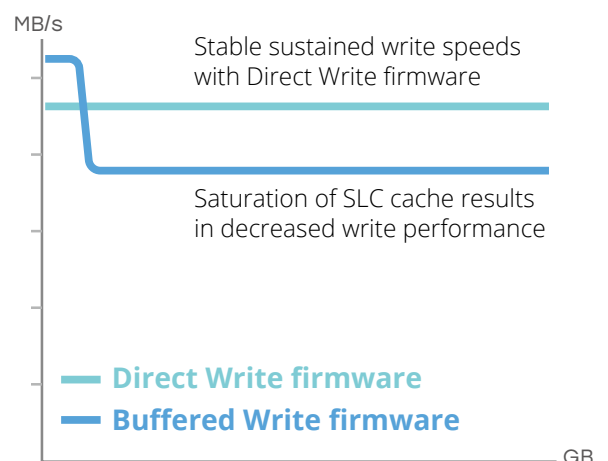 MB/s
Stable sustained write speeds
with Direct Write firmware
Saturation of SLC cache results
in decreased write performance
Direct Write firmware
Buffered Write firmware
GB